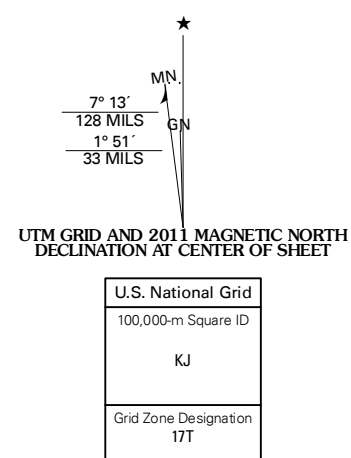 ★
M.N.
7° 13´
128 MILS
GN
1° 51´
33 MILS
UTM GRID AND 2011 MAGNETIC NORTH
DECLINATION AT CENTER OF SHEET
U.S. National Grid
100,000-m Square ID
KJ
Grid Zone Designation
17T